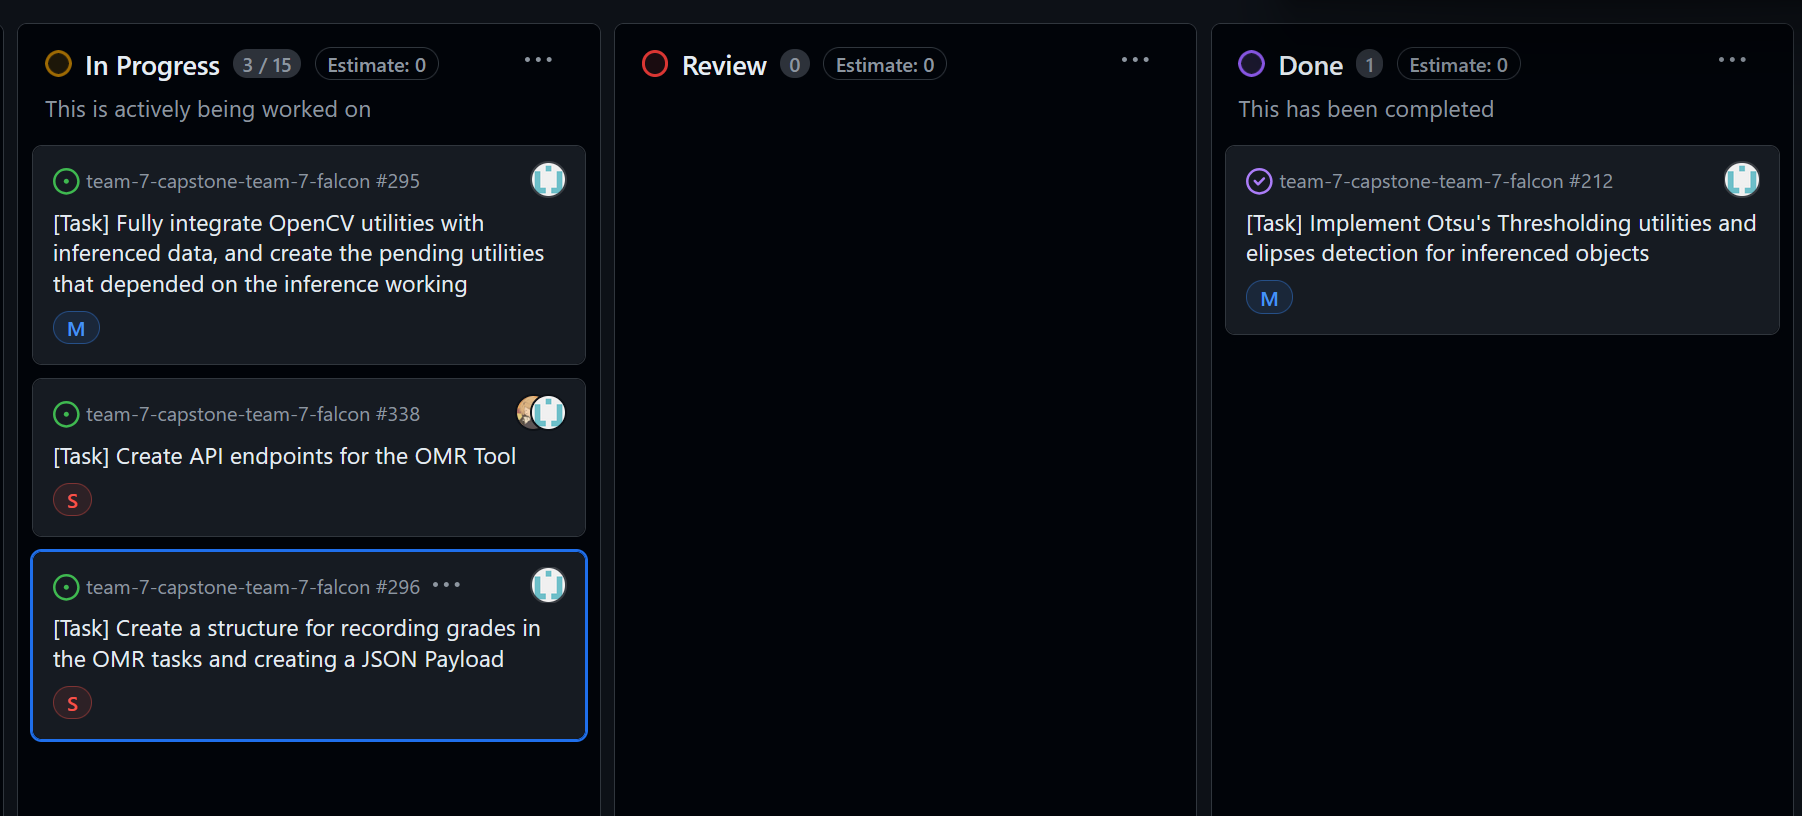 In Progress 3 / 15 Estimate: 0
This is actively being worked on
team-7-capstone-team-7-falcon #295
[Task] Fully integrate OpenCV utilities with
inferenced data, and create the pending utilities
that depended on the inference working
M
team-7-capstone-team-7-falcon #338
[Task] Create API endpoints for the OMR Tool
S
team-7-capstone-team-7-falcon #296
[Task] Create a structure for recording grades in
the OMR tasks and creating a JSON Payload
S
Review 0 Estimate: 0
Done 1 Estimate: 0
This has been completed
team-7-capstone-team-7-falcon #212
[Task] Implement Otsu's Thresholding utilities and
elipses detection for inferenced objects
M